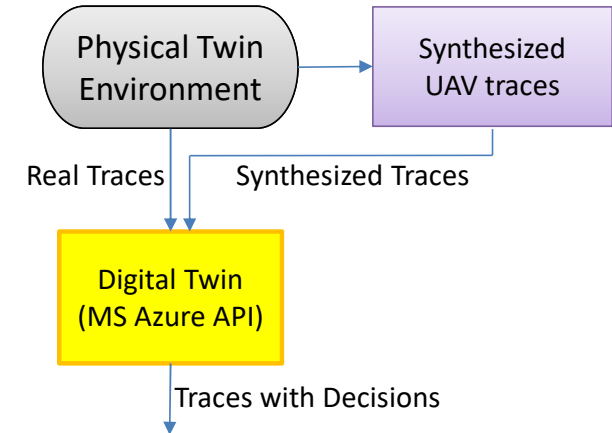 Physical Twin
Environment
Synthesized
UAV traces
Real Traces
Synthesized Traces
Digital Twin
(MS Azure API)
Traces with Decisions